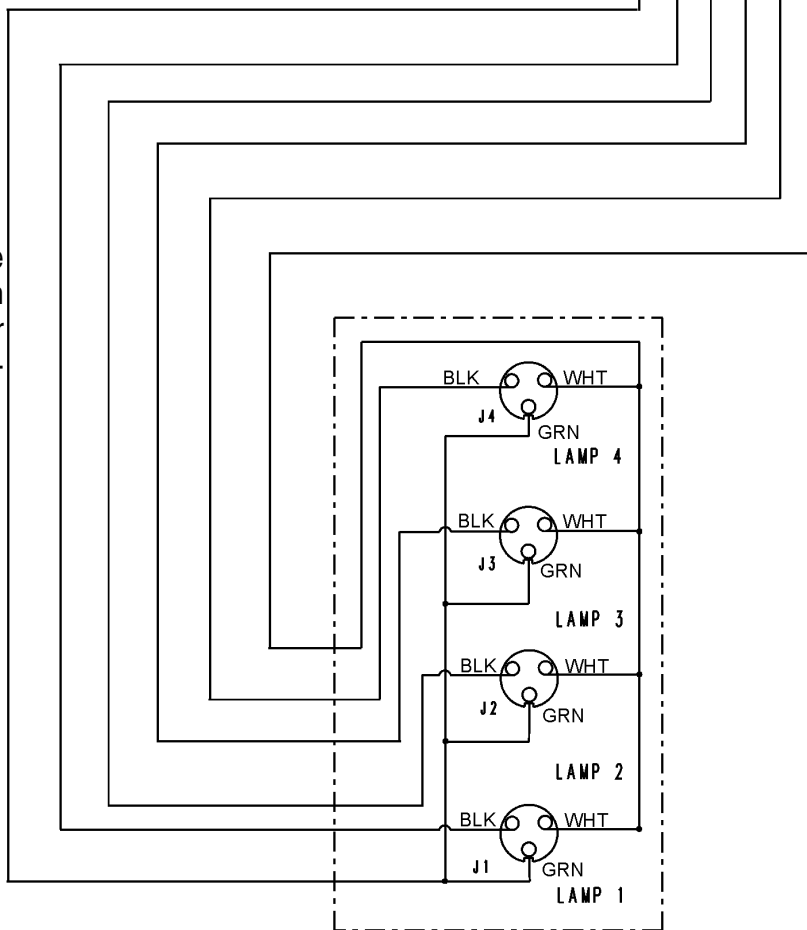 BLK WHT
J4
GRN
LAMP 4
BLK WHT
J3
GRN
LAMP 3
BLK WHT
J2
GRN
LAMP 2
BLK WHT
J1
GRN
LAMP 1